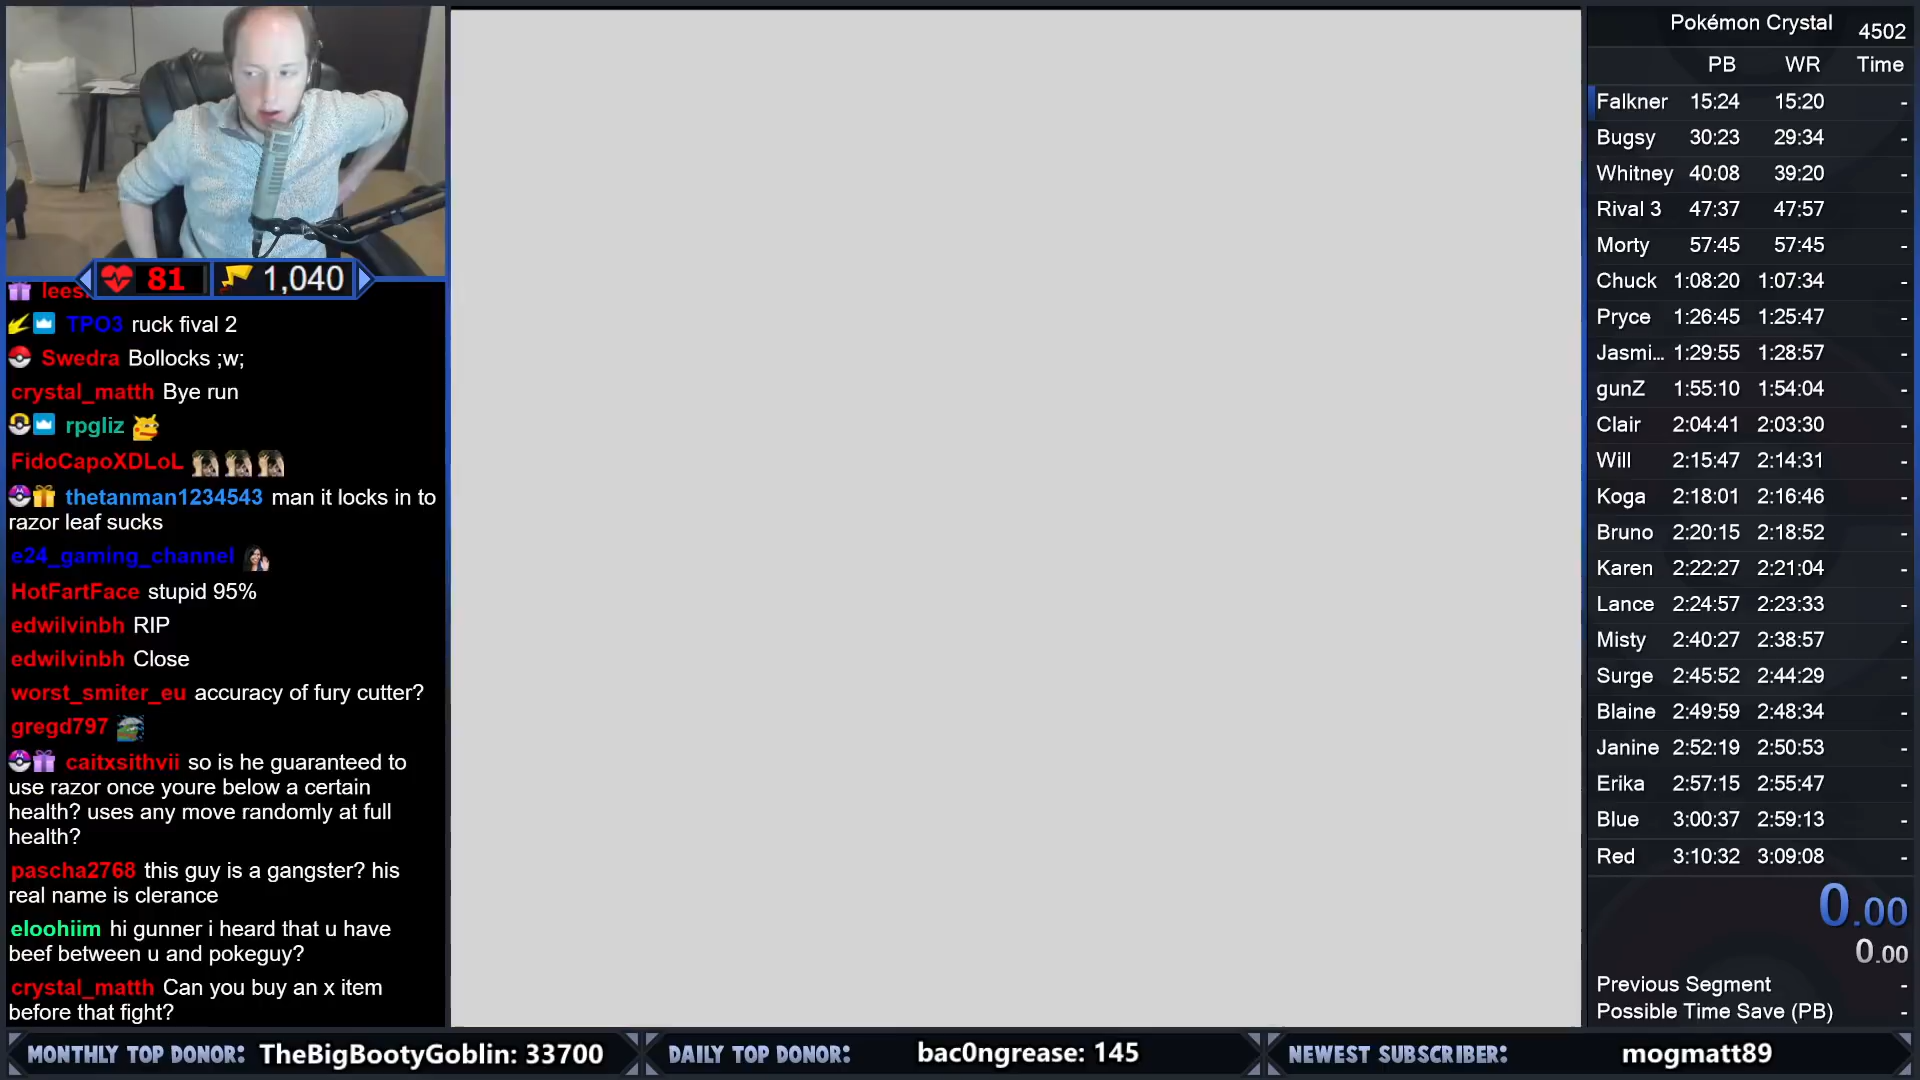 81
1,040
TPO3 ruck fival 2
Swedra Bollocks ;w;
crystal_matth Bye run
rpgliz
FidoCapoXDLoL
thetanman1234543 man it locks in to
razor leaf sucks
e24_gaming_channel
HotFartFace stupid 95%
edwilvinbh RIP
edwilvinbh Close
worst_smiter_eu accuracy of fury cutter?
gregd797
caitxsithvii so is he guaranteed to
use razor once youre below a certain
health? uses any move randomly at full
health?
pascha2768 this guy is a gangster? his
real name is clerance
eloohiim hi gunner i heard that u have
beef between u and pokeguy?
crystal_matth Can you buy an x item
before that fight?
Pokémon Crystal 4502
PB WR Time
Falkner 15:24 15:20 -
Bugsy 30:23 29:34 -
Whitney 40:08 39:20 -
Rival 3 47:37 47:57 -
Morty 57:45 57:45 -
Chuck 1:08:20 1:07:34 -
Pryce 1:26:45 1:25:47 -
Jasmi... 1:29:55 1:28:57 -
gunZ 1:55:10 1:54:04 -
Clair 2:04:41 2:03:30 -
Will 2:15:47 2:14:31 -
Koga 2:18:01 2:16:46 -
Bruno 2:20:15 2:18:52 -
Karen 2:22:27 2:21:04 -
Lance 2:24:57 2:23:33 -
Misty 2:40:27 2:38:57 -
Surge 2:45:52 2:44:29 -
Blaine 2:49:59 2:48:34 -
Janine 2:52:19 2:50:53 -
Erika 2:57:15 2:55:47 -
Blue 3:00:37 2:59:13 -
Red 3:10:32 3:09:08 -
0.00
0.00
Previous Segment -
Possible Time Save (PB) -
MONTHLY TOP DONOR: TheBigBootyGoblin: 33700
DAILY TOP DONOR: bac0ngrease: 145
NEWEST SUBSCRIBER: mogmatt89